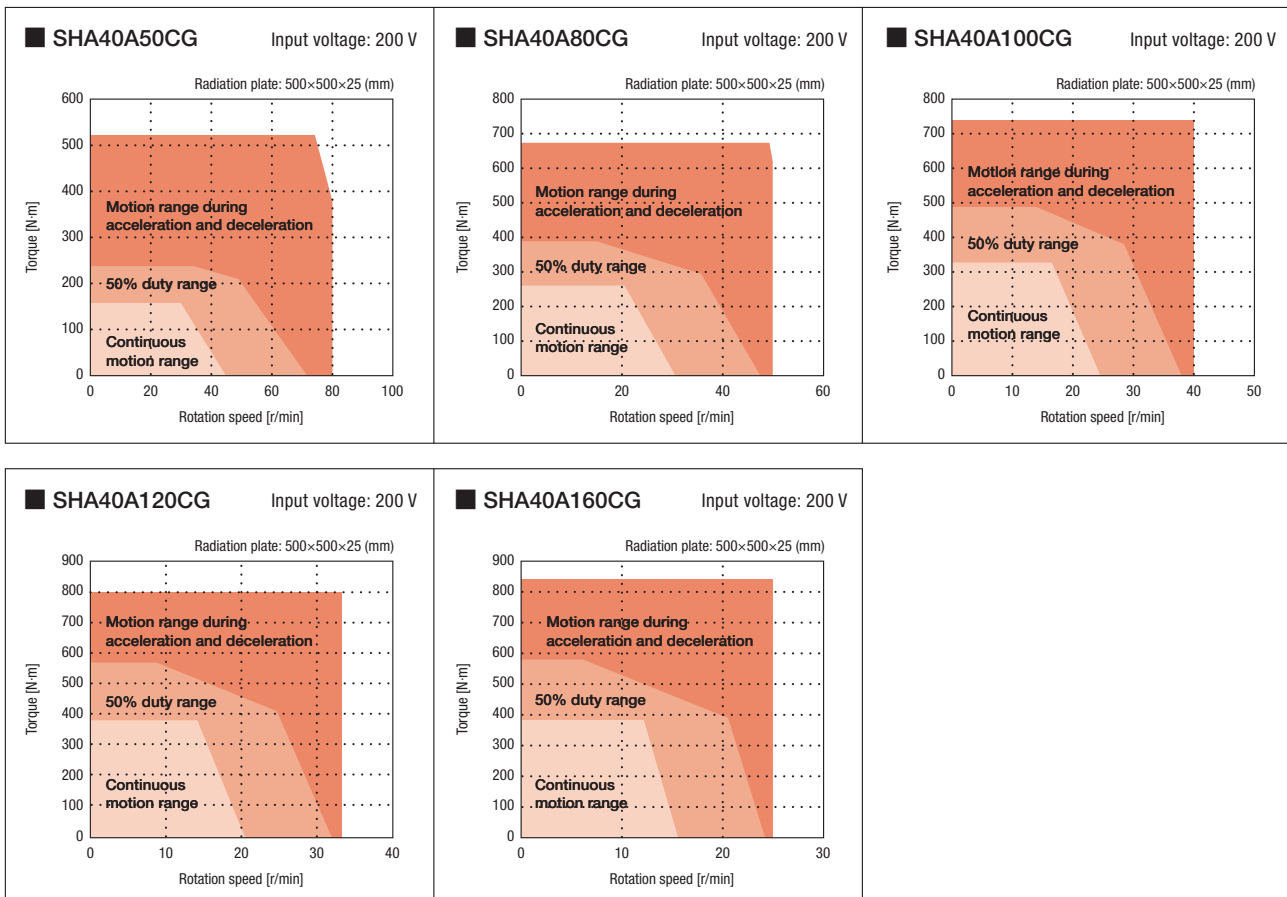 SHA40A50CG Input voltage: 200 V
Radiation plate: 500×500×25 (mm)
600
500
400
300
200
100
0
Torque [N·m]
Motion range during
acceleration and deceleration
50% duty range
Continuous
motion range
0 20 40 60 80 100
Rotation speed [r/min]
SHA40A80CG Input voltage: 200 V
Radiation plate: 500×500×25 (mm)
800
700
600
500
400
300
200
100
0
Torque [N·m]
Motion range during
acceleration and deceleration
50% duty range
Continuous
motion range
0 20 40 60
Rotation speed [r/min]
SHA40A100CG Input voltage: 200 V
Radiation plate: 500×500×25 (mm)
800
700
600
500
400
300
200
100
0
Torque [N·m]
Motion range during
acceleration and deceleration
50% duty range
Continuous
motion range
0 10 20 30 40 50
Rotation speed [r/min]
SHA40A120CG Input voltage: 200 V
Radiation plate: 500×500×25 (mm)
900
800
700
600
500
400
300
200
100
0
Torque [N·m]
Motion range during
acceleration and deceleration
50% duty range
Continuous
motion range
0 10 20 30 40
Rotation speed [r/min]
SHA40A160CG Input voltage: 200 V
Radiation plate: 500×500×25 (mm)
900
800
700
600
500
400
300
200
100
0
Torque [N·m]
Motion range during
acceleration and deceleration
50% duty range
Continuous
motion range
0 10 20 30
Rotation speed [r/min]